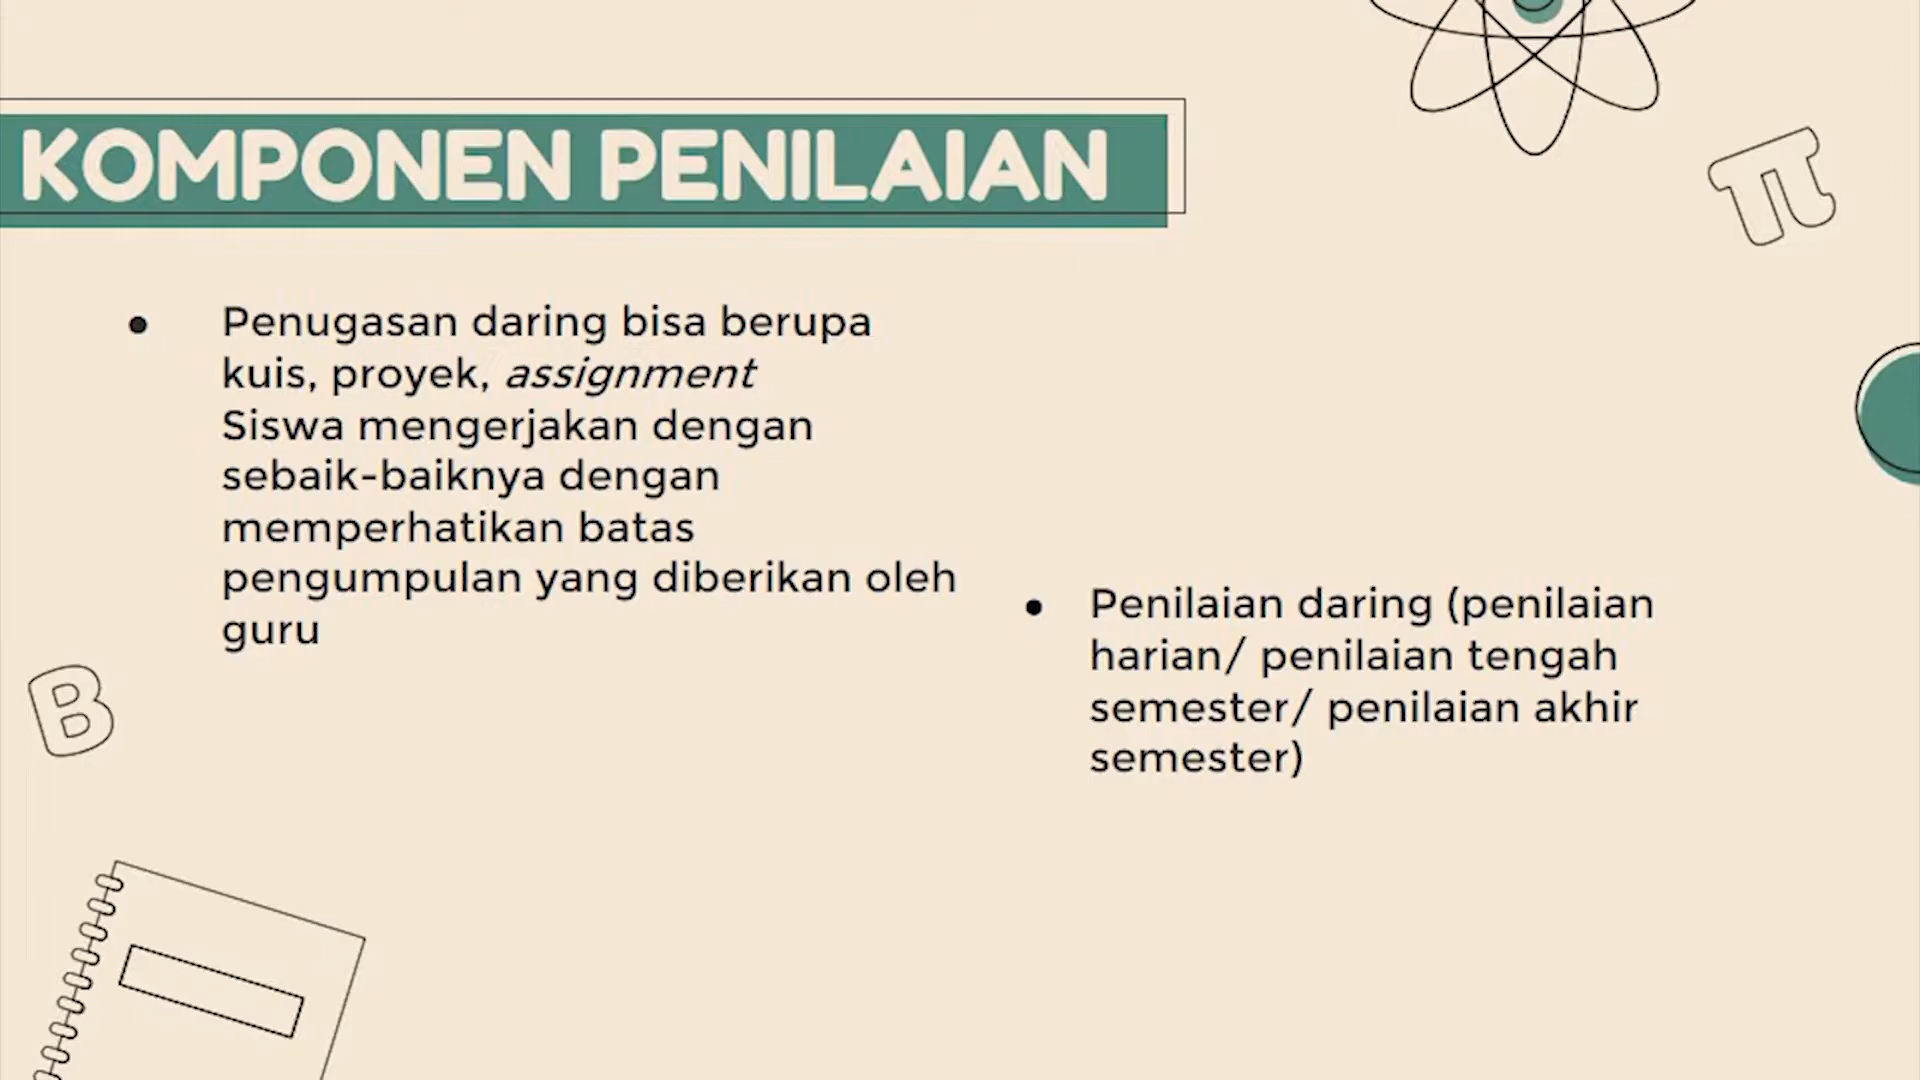 KOMPONEN PENILAIAN
Penugasan daring bisa berupa
kuis, proyek, assignment
Siswa mengerjakan dengan
sebaik-baiknya dengan
memperhatikan batas
pengumpulan yang diberikan oleh
guru
Penilaian daring (penilaian
harian/ penilaian tengah
semester/ penilaian akhir
semester)
π
B